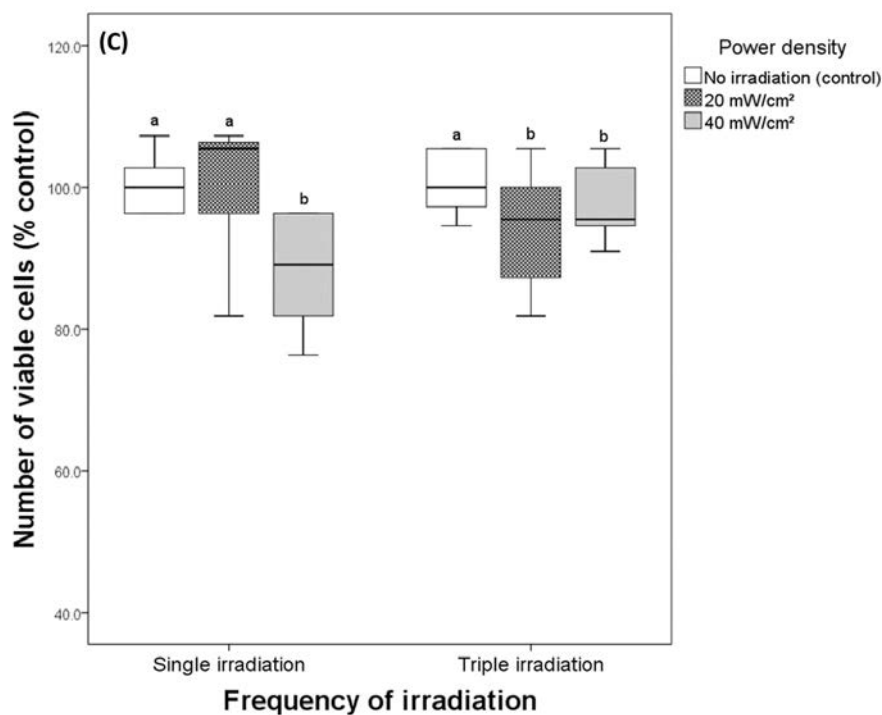 (C)
Power density
No irradiation (control)
20 mW/cm²
40 mW/cm²
Number of viable cells (% control)
120.0
100.0
80.0
60.0
40.0
a a b a b b
Single irradiation Triple irradiation
Frequency of irradiation